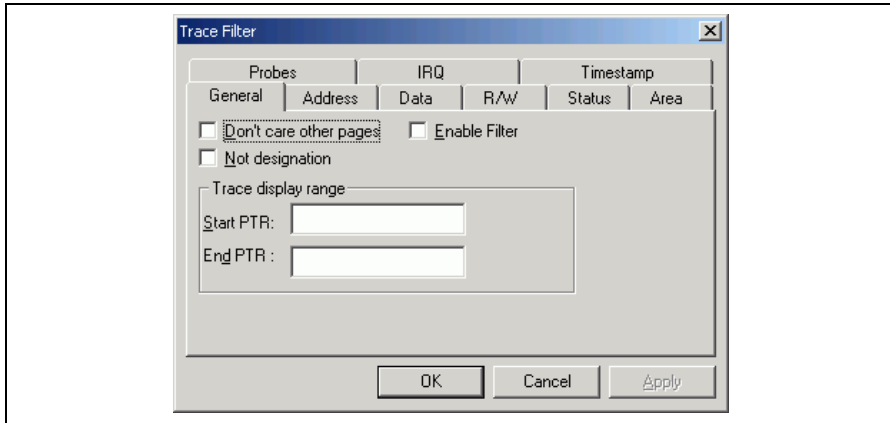 Trace Filter
Probes IRQ Timestamp
General Address Data R/W Status Area
Don't care other pages Enable Filter
Not designation
Trace display range
Start PTR:
End PTR :
OK Cancel Apply